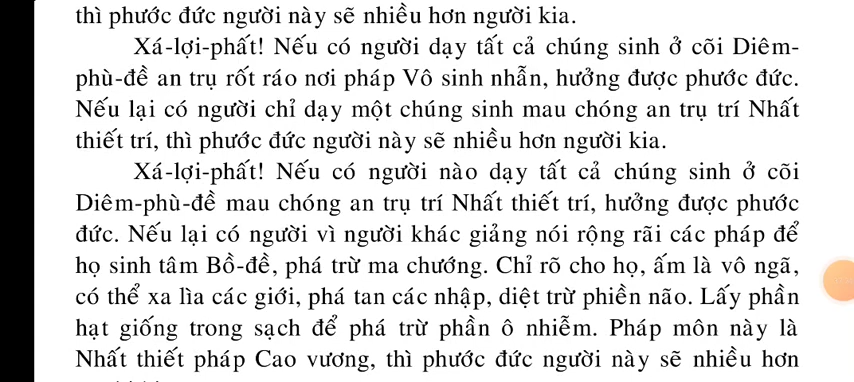 thì phước đức người này sẽ nhiều hơn người kia.
Xá-lợi-phất! Nếu có người dạy tất cả chúng sinh ở cõi Diêm-
phù-đề an trụ rốt ráo nơi pháp Vô sinh nhẫn, hưởng được phước đức.
Nếu lại có người chỉ dạy một chúng sinh mau chóng an trụ trí Nhất
thiết trí, thì phước đức người này sẽ nhiều hơn người kia.
Xá-lợi-phất! Nếu có người nào dạy tất cả chúng sinh ở cõi
Diêm-phù-đề mau chóng an trụ trí Nhất thiết trí, hưởng được phước
đức. Nếu lại có người vì người khác giảng nói rộng rãi các pháp để
họ sinh tâm Bồ-đề, phá trừ ma chướng. Chỉ rõ cho họ, ấm là vô ngã,
có thể xa lìa các giới, phá tan các nhập, diệt trừ phiền não. Lấy phần
hạt giống trong sạch để phá trừ phần ô nhiễm. Pháp môn này là
Nhất thiết pháp Cao vương, thì phước đức người này sẽ nhiều hơn